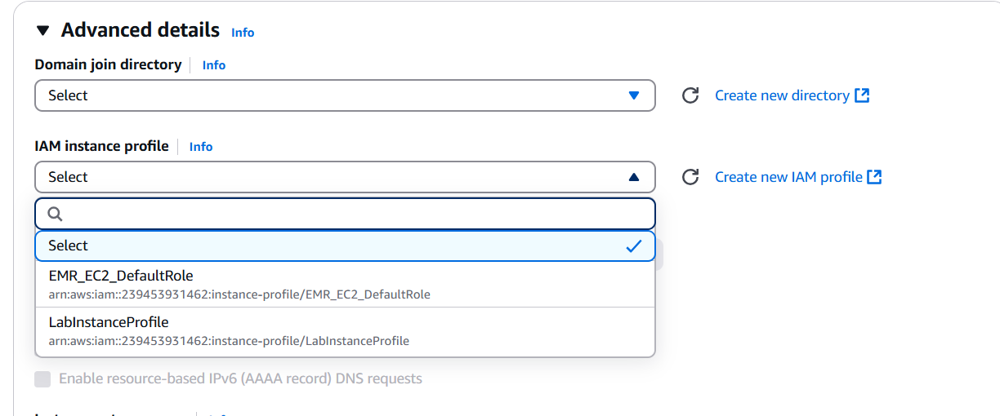 Advanced details Info
Domain join directory Info
Select Create new directory
IAM instance profile Info
Select Create new IAM profile
Select
EMR_EC2_DefaultRole
arn:aws:iam::239453931462:instance-profile/EMR_EC2_DefaultRole
LabInstanceProfile
arn:aws:iam::239453931462:instance-profile/LabInstanceProfile
Enable resource-based IPv6 (AAAA record) DNS requests